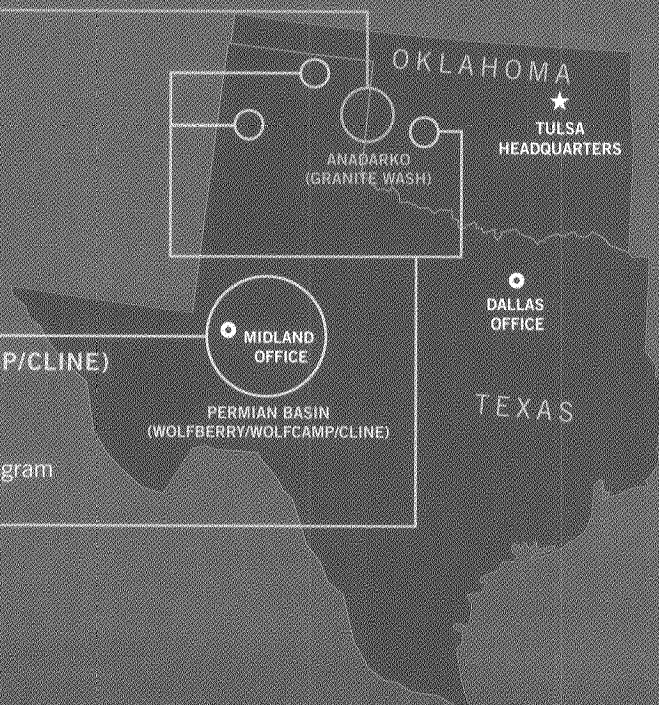 OKLAHOMA
TULSA
HEADQUARTERS
ANADARKO
(GRANITE WASH)
DALLAS
OFFICE
MIDLAND
OFFICE
P/CLINE)
TEXAS
PERMIAN BASIN
(WOLFBERRY/WOLFCAMP/CLINE)
gram